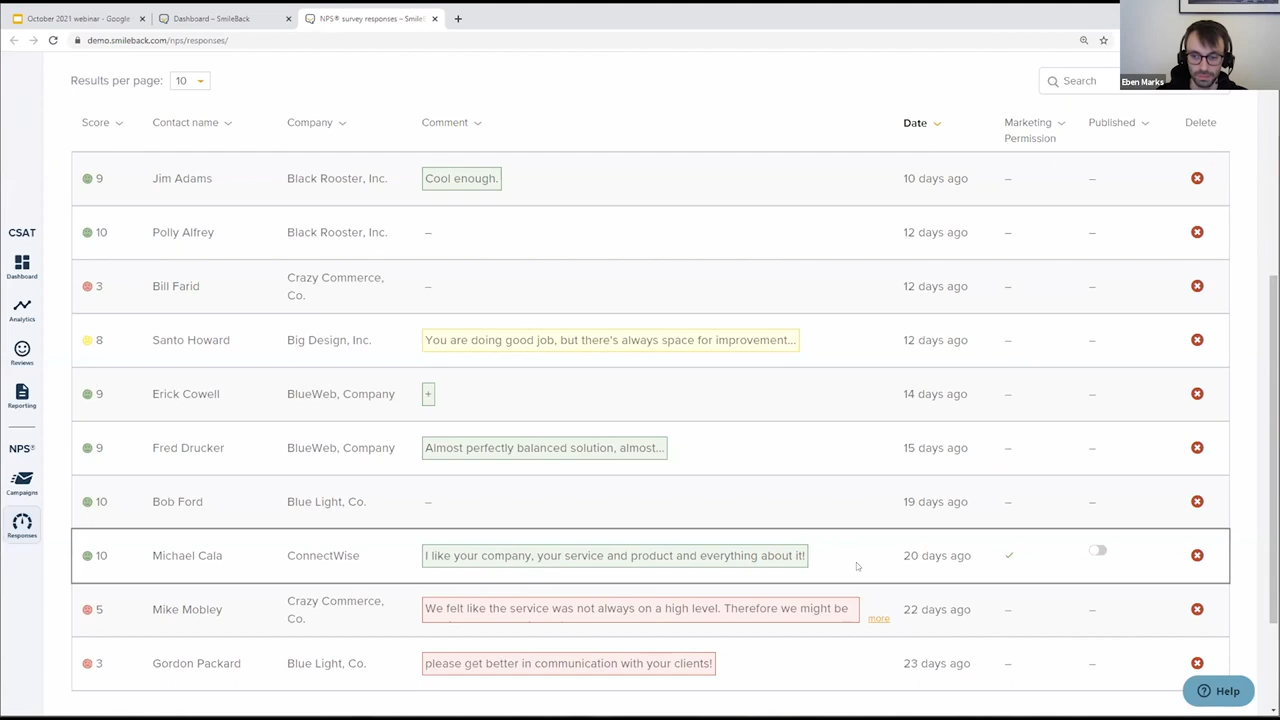 October 2021 webinar - Google
Dashboard – SmileBack
NPS® survey responses – Smile
demo.smileback.com/nps/responses/
Eben Marks
Results per page: 10
Search
Score Contact name Company Comment Date Marketing Permission Published Delete
9 Jim Adams Black Rooster, Inc. Cool enough. 10 days ago – –
10 Polly Alfrey Black Rooster, Inc. – 12 days ago – –
3 Bill Farid Crazy Commerce, Co. – 12 days ago – –
8 Santo Howard Big Design, Inc. You are doing good job, but there's always space for improvement... 12 days ago – –
9 Erick Cowell BlueWeb, Company + 14 days ago – –
9 Fred Drucker BlueWeb, Company Almost perfectly balanced solution, almost... 15 days ago – –
10 Bob Ford Blue Light, Co. – 19 days ago – –
10 Michael Cala ConnectWise I like your company, your service and product and everything about it! 20 days ago
5 Mike Mobley Crazy Commerce, Co. We felt like the service was not always on a high level. Therefore we might be more 22 days ago – –
3 Gordon Packard Blue Light, Co. please get better in communication with your clients! 23 days ago – –
CSAT
Dashboard
Analytics
Reviews
Reporting
NPS®
Campaigns
Responses
Help